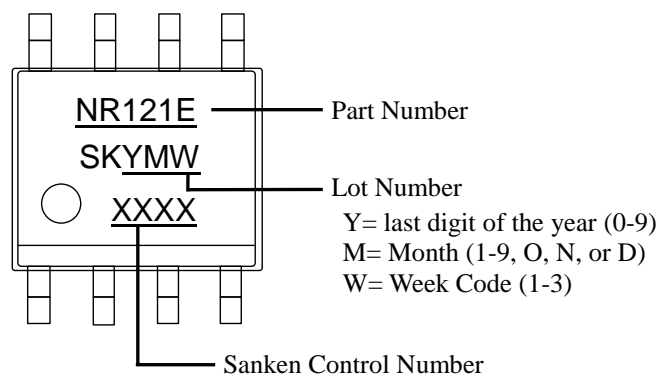 NR121E
Part Number
SKYMW
Lot Number
XXXX
Y= last digit of the year (0-9)
M= Month (1-9, O, N, or D)
W= Week Code (1-3)
Sanken Control Number